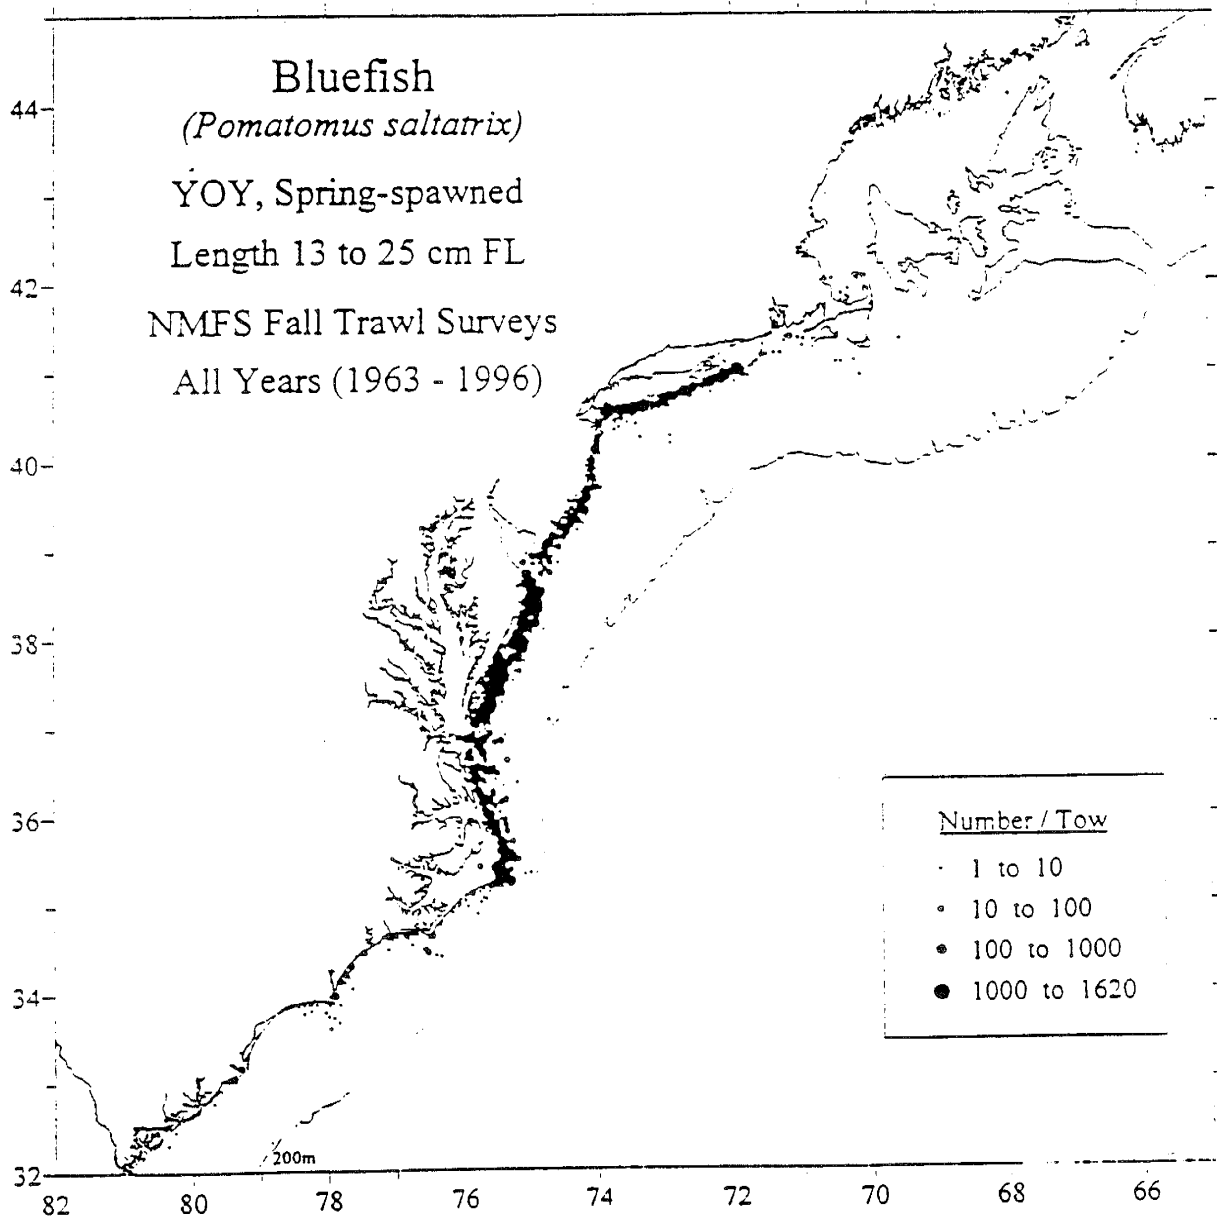 Bluefish
(Pomatomus saltatrix)
YOY, Spring-spawned
Length 13 to 25 cm FL
NMFS Fall Trawl Surveys
All Years (1963 - 1996)
44
42
40
38
36
34
32
Number / Tow
1 to 10
10 to 100
100 to 1000
1000 to 1620
200m
82 80 78 76 74 72 70 68 66